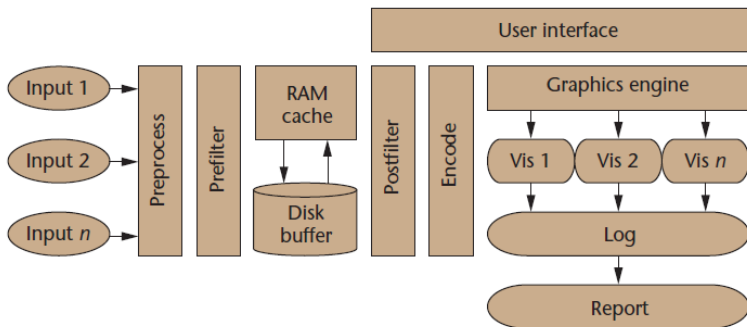 User interface
Input 1
Input 2
Input n
Preprocess
Prefilter
RAM
cache
Disk
buffer
Postfilter
Encode
Graphics engine
Vis 1
Vis 2
Vis n
Log
Report